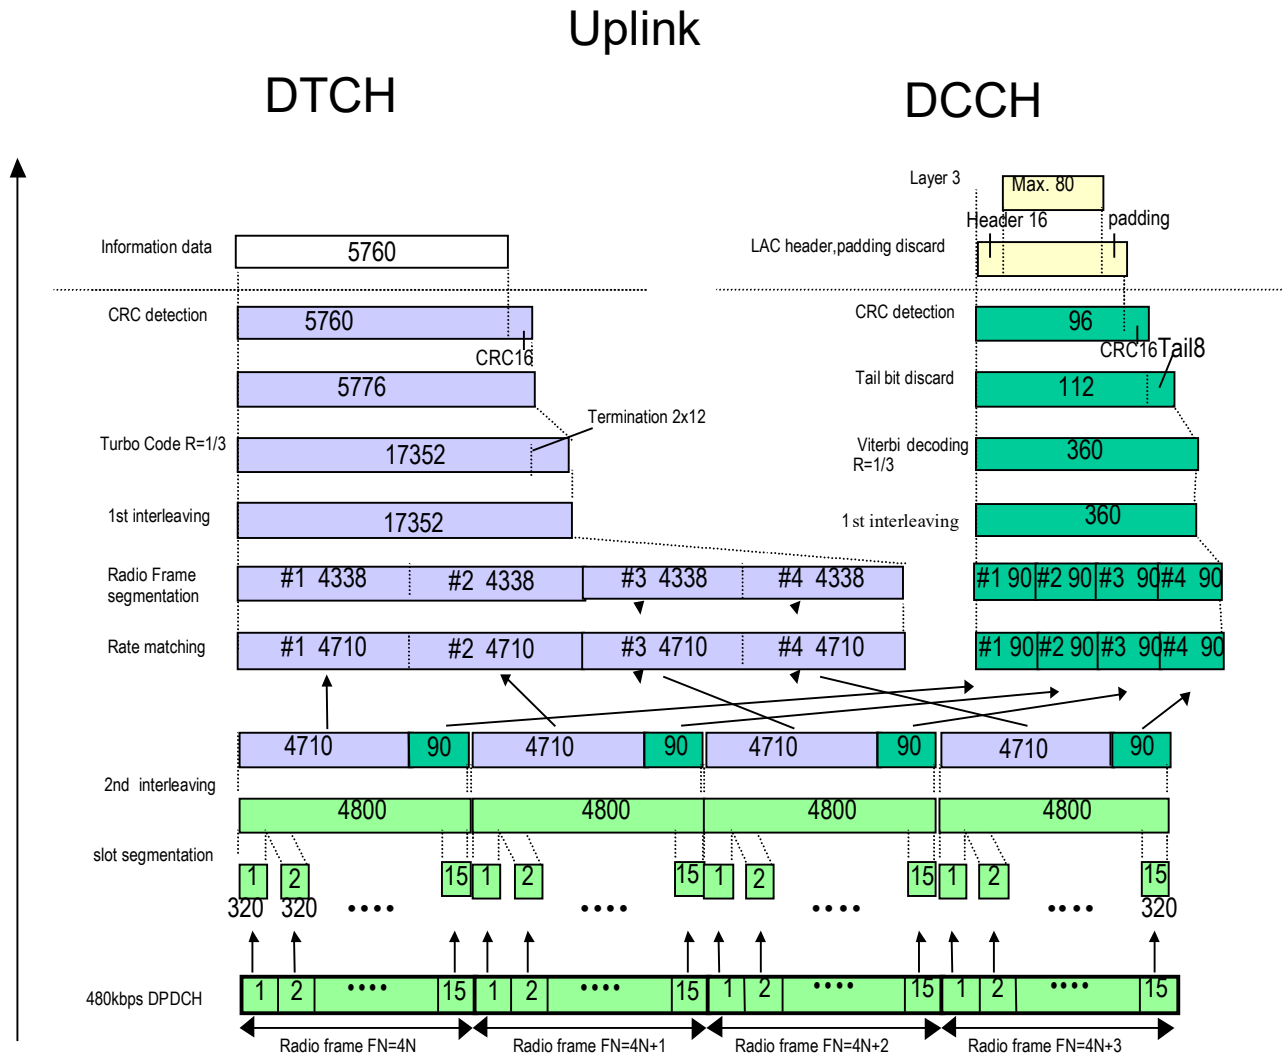 Uplink
DTCH
DCCH
Layer 3
Max. 80
Header 16
padding
Information data
5760
LAC header,padding discard
CRC detection
5760
CRC16
CRC detection
96
CRC16
Tail8
5776
Tail bit discard
112
Termination 2x12
Turbo Code R=1/3
17352
Viterbi decoding
R=1/3
360
1st interleaving
17352
1st interleaving
360
Radio Frame
segmentation
#1 4338 #2 4338 #3 4338 #4 4338
#1 90 #2 90 #3 90 #4 90
Rate matching
#1 4710 #2 4710 #3 4710 #4 4710
#1 90 #2 90 #3 90 #4 90
4710 90 4710 90 4710 90 4710 90
2nd interleaving
4800 4800 4800 4800
slot segmentation
1 2 15 1 2 15 1 2 15 1 2 15
320 320 •••• •••• •••• •••• 320
480kbps DPDCH
1 2 •••• 15 1 2 •••• 15 1 2 •••• 15 1 2 •••• 15
Radio frame FN=4N
Radio frame FN=4N+1
Radio frame FN=4N+2
Radio frame FN=4N+3